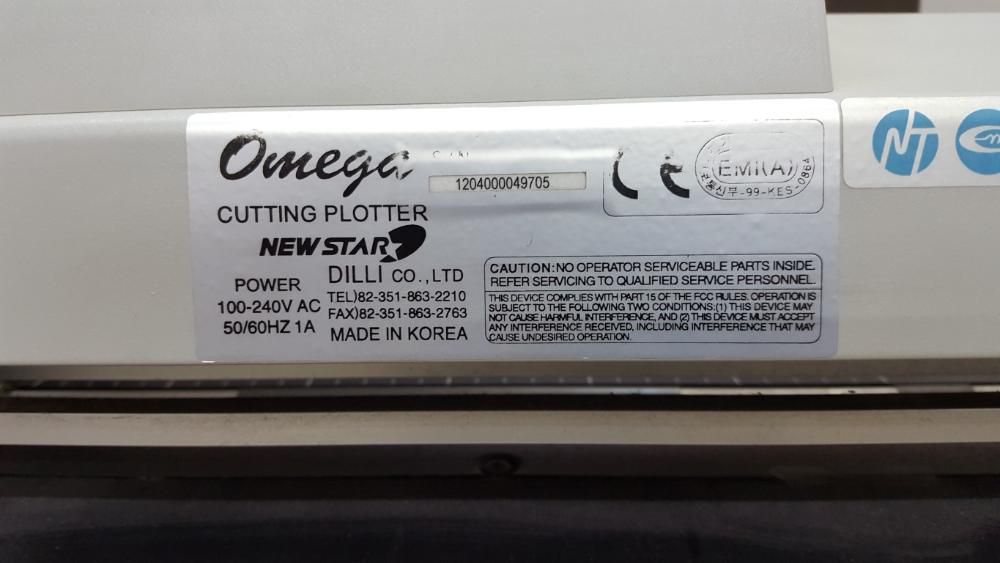 Omega
1204000049705
CE
EMI(A)
-99-KES-086A
NT
CUTTING PLOTTER
NEW STAR
DILLI CO.,LTD
POWER
100-240V AC
50/60HZ 1A
TEL)82-351-863-2210
FAX)82-351-863-2763
MADE IN KOREA
CAUTION:NO OPERATOR SERVICEABLE PARTS INSIDE.
REFER SERVICING TO QUALIFIED SERVICE PERSONNEL.
THIS DEVICE COMPLIES WITH PART 15 OF THE FCC RULES. OPERATION IS
SUBJECT TO THE FOLLOWING TWO CONDITIONS:(1) THIS DEVICE MAY
NOT CAUSE HARMFUL INTERFERENCE, AND (2) THIS DEVICE MUST ACCEPT
ANY INTERFERENCE RECEIVED, INCLUDING INTERFERENCE THAT MAY
CAUSE UNDESIRED OPERATION.